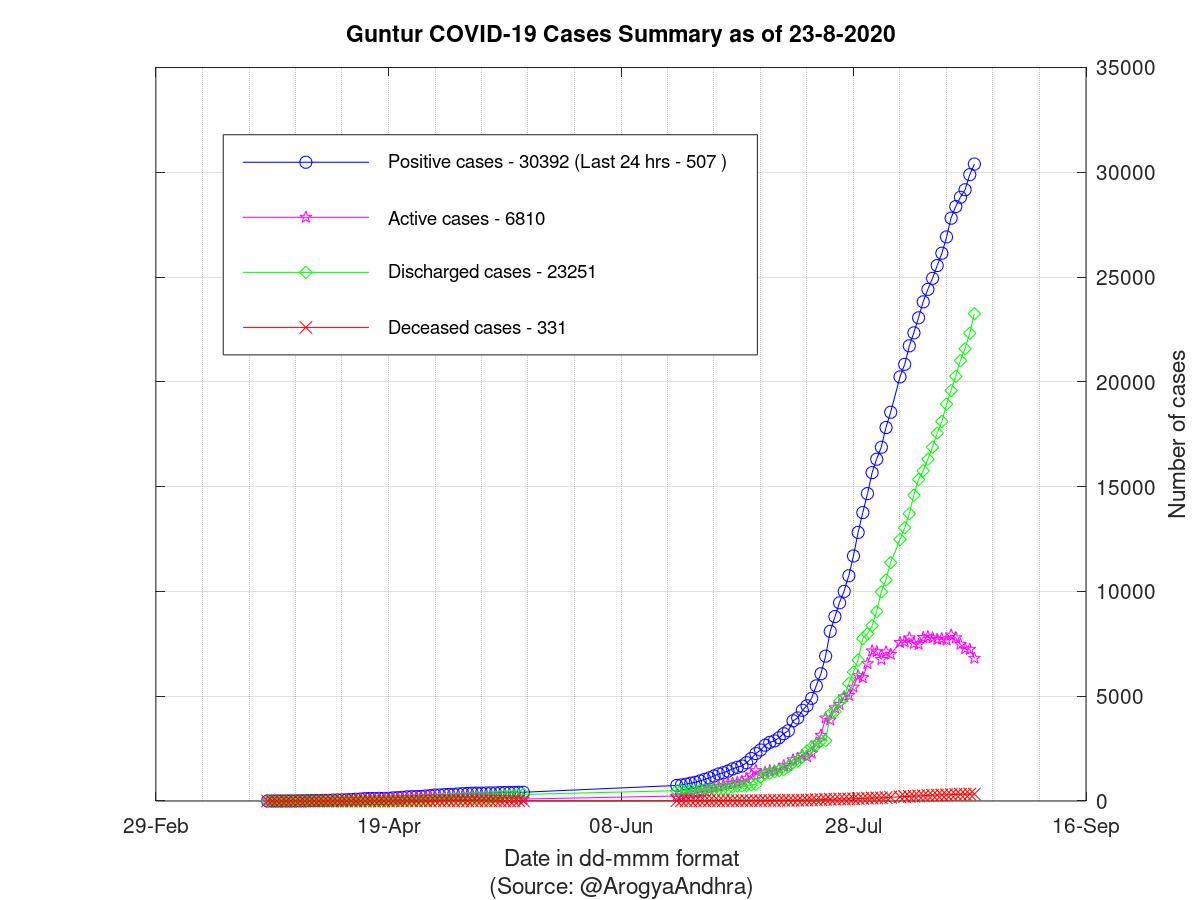 Guntur COVID-19 Cases Summary as of 23-8-2020
Positive cases - 30392 (Last 24 hrs - 507 )
Active cases - 6810
Discharged cases - 23251
Deceased cases - 331
35000
30000
25000
20000
15000
10000
5000
0
Number of cases
29-Feb
19-Apr
08-Jun
28-Jul
16-Sep
Date in dd-mmm format
(Source: @ArogyaAndhra)